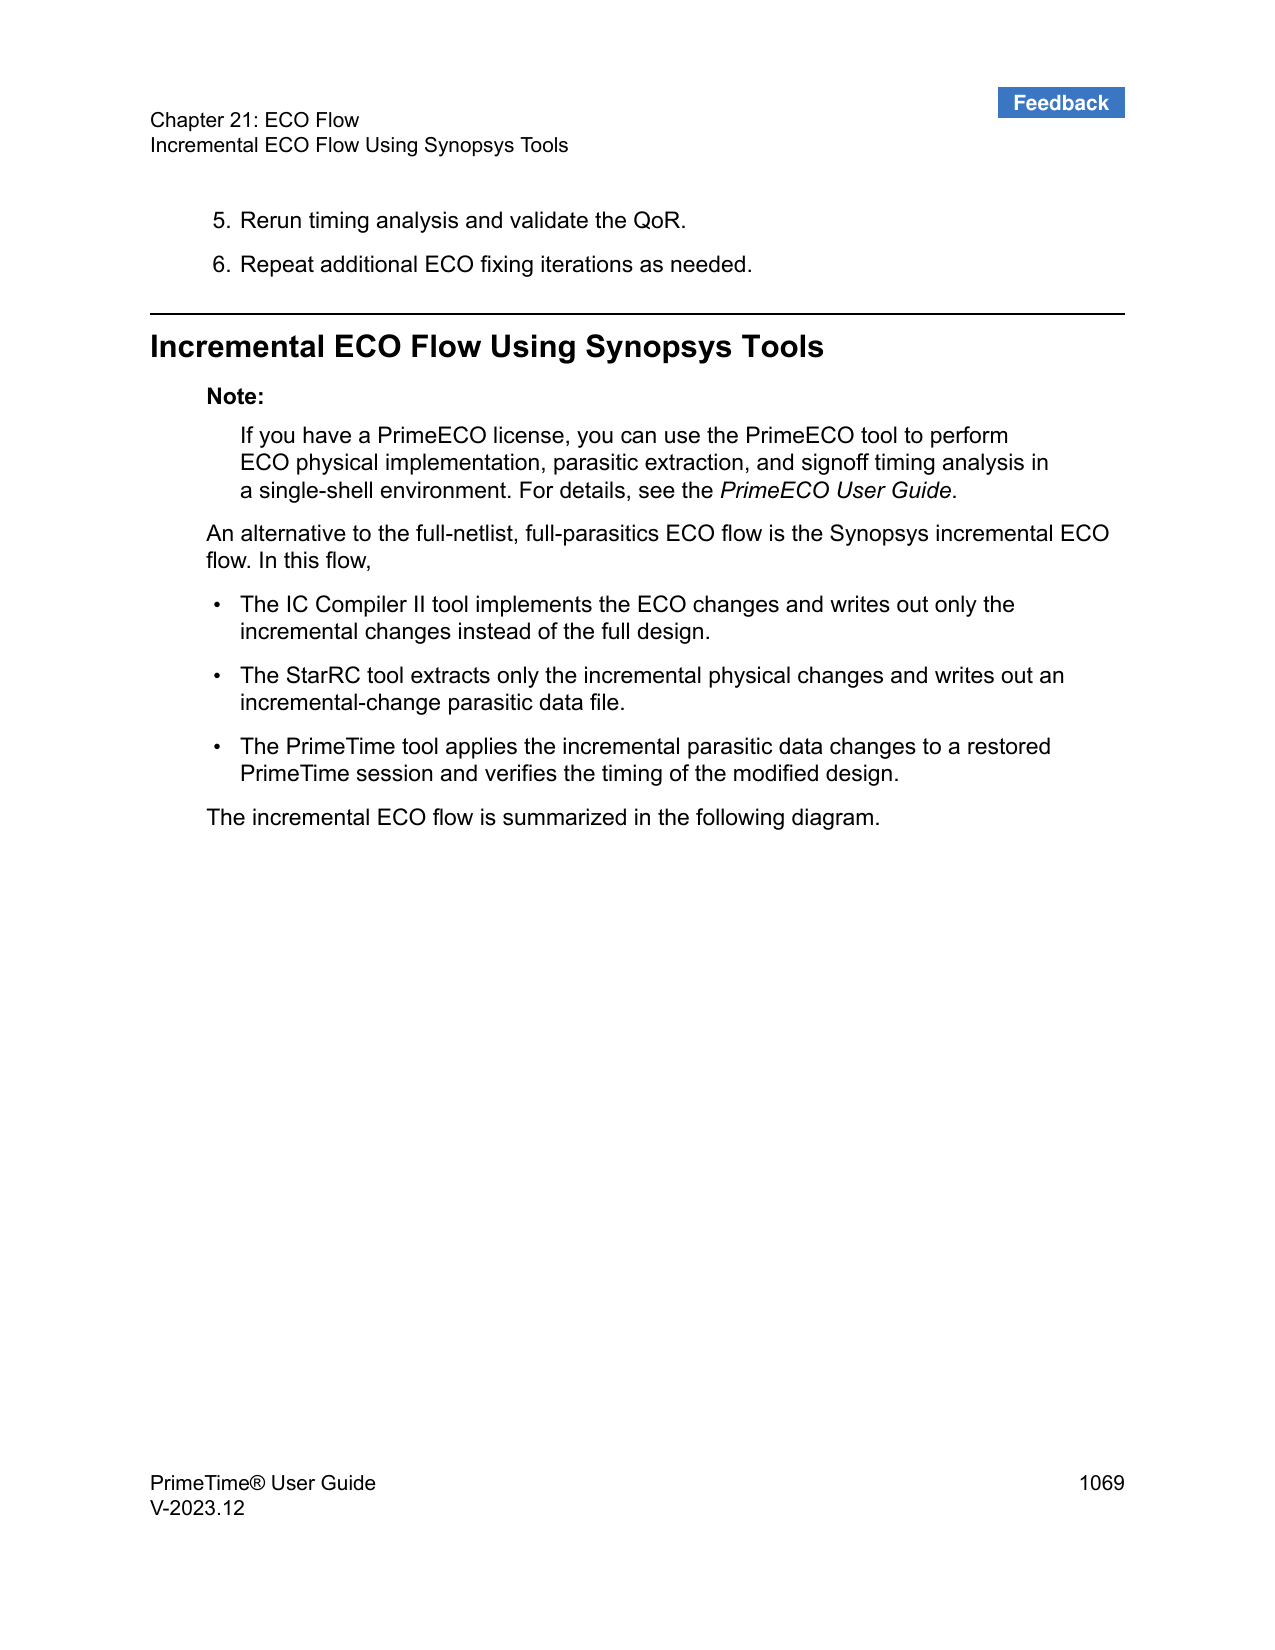 Feedback
Chapter 21: ECO Flow
Incremental ECO Flow Using Synopsys Tools
5. Rerun timing analysis and validate the QoR.
6. Repeat additional ECO fixing iterations as needed.
Incremental ECO Flow Using Synopsys Tools
Note:
If you have a PrimeECO license, you can use the PrimeECO tool to perform
ECO physical implementation, parasitic extraction, and signoff timing analysis in
a single-shell environment. For details, see the PrimeECO User Guide.
An alternative to the full-netlist, full-parasitics ECO flow is the Synopsys incremental ECO
flow. In this flow,
• The IC Compiler II tool implements the ECO changes and writes out only the
incremental changes instead of the full design.
• The StarRC tool extracts only the incremental physical changes and writes out an
incremental-change parasitic data file.
• The PrimeTime tool applies the incremental parasitic data changes to a restored
PrimeTime session and verifies the timing of the modified design.
The incremental ECO flow is summarized in the following diagram.
PrimeTime® User Guide 1069
V-2023.12